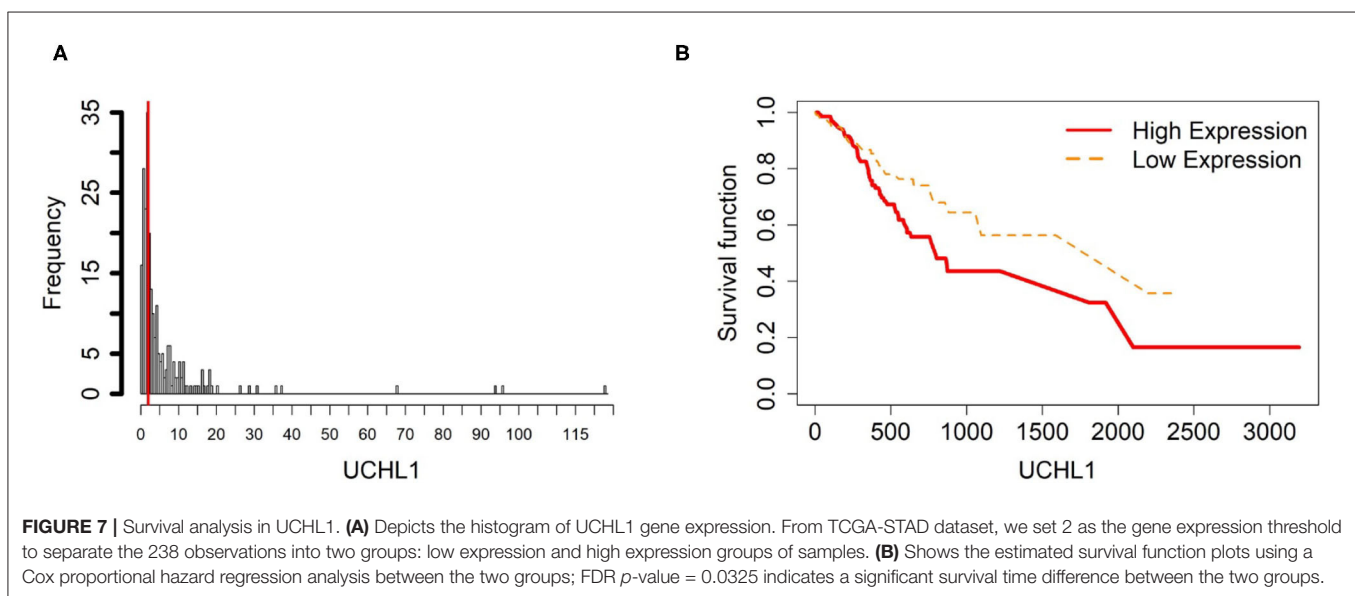 A
B
35
25
15
5
0
Frequency
0 10 20 30 40 50 60 70 80 90 100 115
UCHL1
1.0
0.8
0.6
0.4
0.2
0.0
Survival function
High Expression
Low Expression
0 500 1000 1500 2000 2500 3000
UCHL1
FIGURE 7 | Survival analysis in UCHL1. (A) Depicts the histogram of UCHL1 gene expression. From TCGA-STAD dataset, we set 2 as the gene expression threshold
to separate the 238 observations into two groups: low expression and high expression groups of samples. (B) Shows the estimated survival function plots using a
Cox proportional hazard regression analysis between the two groups; FDR p-value = 0.0325 indicates a significant survival time difference between the two groups.